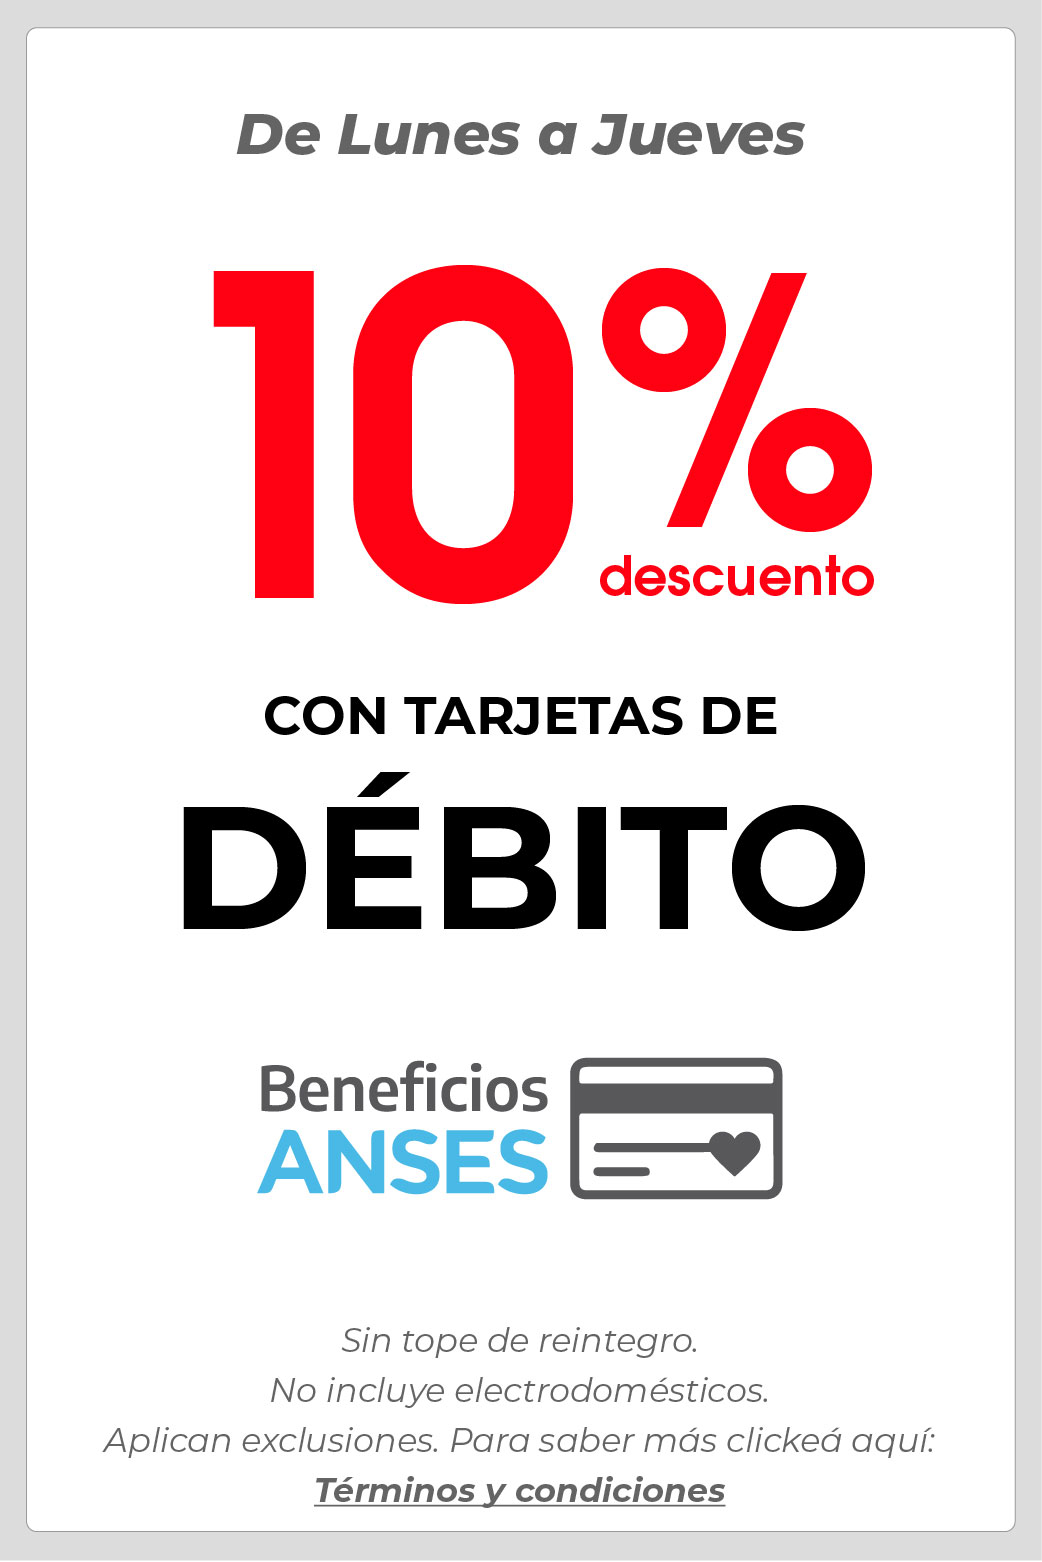 De Lunes a Jueves
10%
descuento
CON TARJETAS DE
DÉBITO
Beneficios
ANSES
Sin tope de reintegro.
No incluye electrodomésticos.
Aplican exclusiones. Para saber más clickeá aquí:
Términos y condiciones